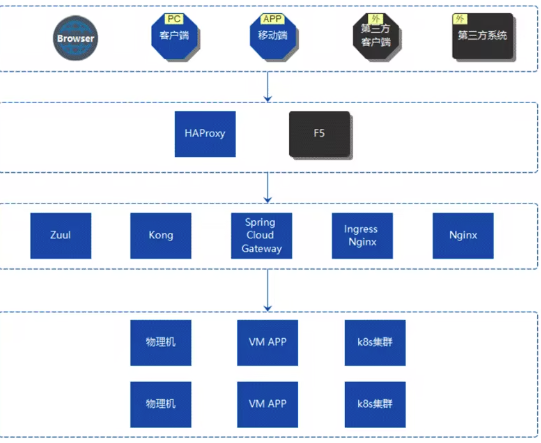 Browser
PC
客户端
APP
移动端
外
第三方
客户端
外
第三方系统
HAProxy
F5
Zuul
Kong
Spring
Cloud
Gateway
Ingress
Nginx
Nginx
物理机
VM APP
k8s集群
物理机
VM APP
k8s集群